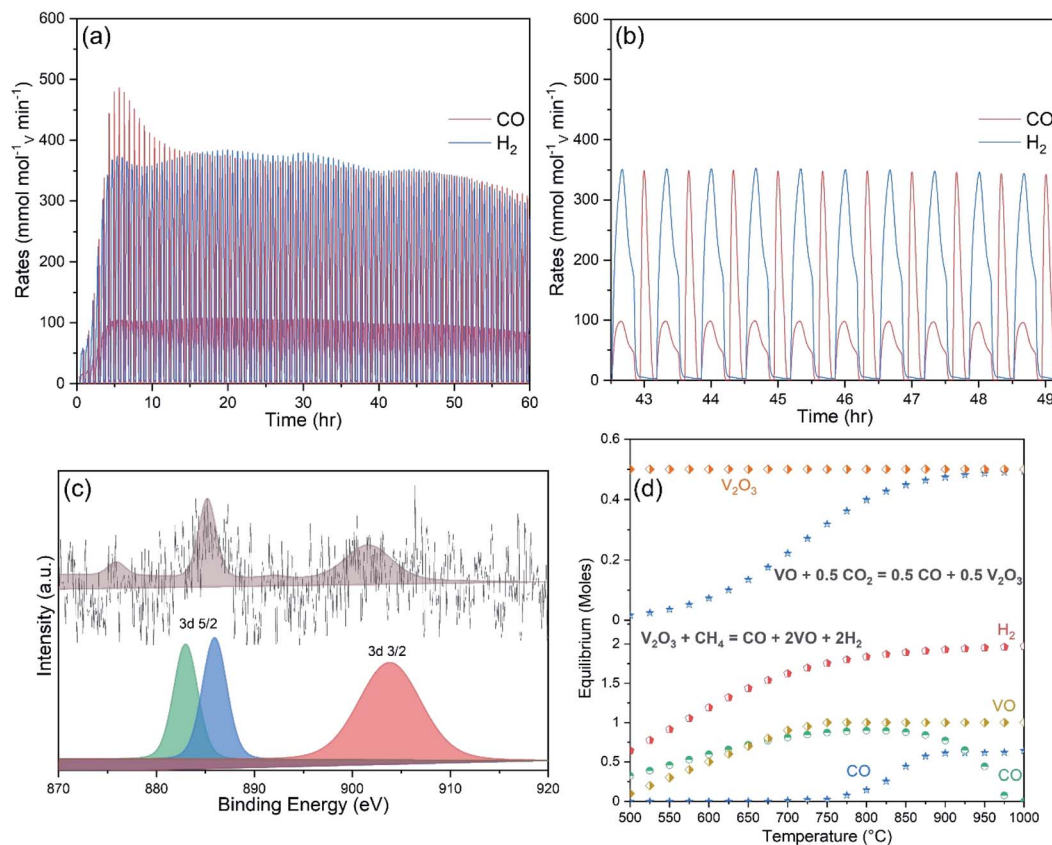 (a)
CO
H₂
Rates (mmol mol⁻¹V min⁻¹)
600
500
400
300
200
100
0
0 10 20 30 40 50 60
Time (hr)
(b)
CO
H₂
Rates (mmol mol⁻¹V min⁻¹)
600
500
400
300
200
100
0
43 44 45 46 47 48 49
Time (hr)
(c)
3d 5/2
3d 3/2
Intensity (a.u.)
870 880 890 900 910 920
Binding Energy (eV)
(d)
V₂O₃
VO + 0.5 CO₂ = 0.5 CO + 0.5 V₂O₃
V₂O₃ + CH₄ = CO + 2VO + 2H₂
H₂
VO
CO
CO
Equilibrium (Moles)
0.6
0.4
0.2
0
2
1.5
1
0.5
0
500 550 600 650 700 750 800 850 900 950 1000
Temperature (°C)